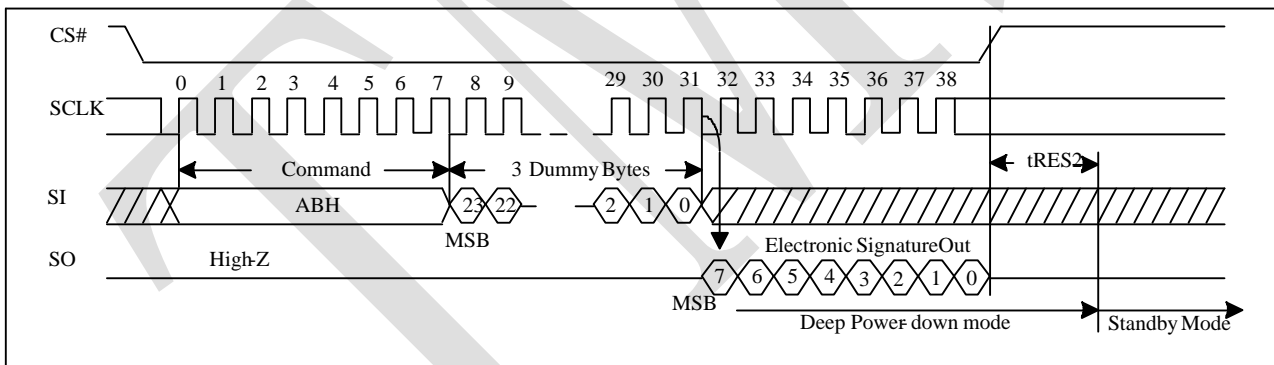 CS#
0 1 2 3 4 5 6 7 8 9 29 30 31 32 33 34 35 36 37 38
SCLK
Command 3 Dummy Bytes tRES2
SI ABH 23 22 2 1 0
MSB
SO High-Z Electronic SignatureOut
7 6 5 4 3 2 1 0
MSB
Deep Power-down mode Standby Mode